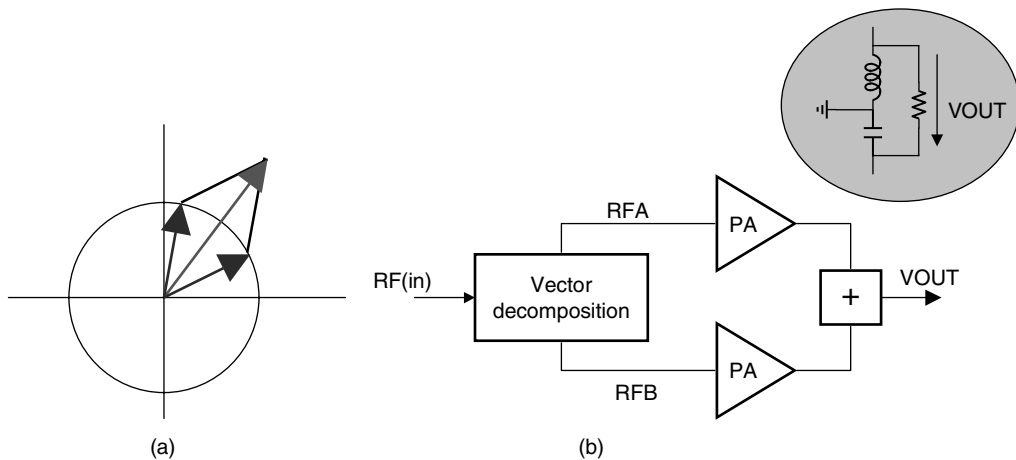 VOUT
RFA
PA
RF(in)
Vector
decomposition
+
VOUT
RFB
PA
(a)
(b)